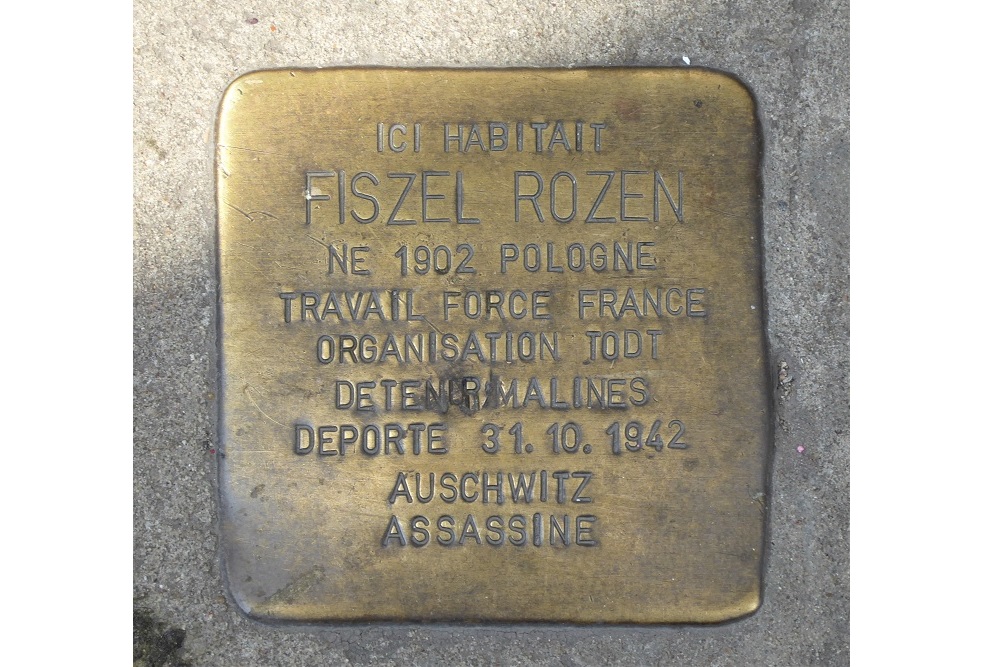 ICI HABITAIT
FISZEL ROZEN
NE 1902 POLOGNE
TRAVAIL FORCE FRANCE
ORGANISATION TODT
DETENU MALINES
DEPORTE 31.10.1942
AUSCHWITZ
ASSASSINE